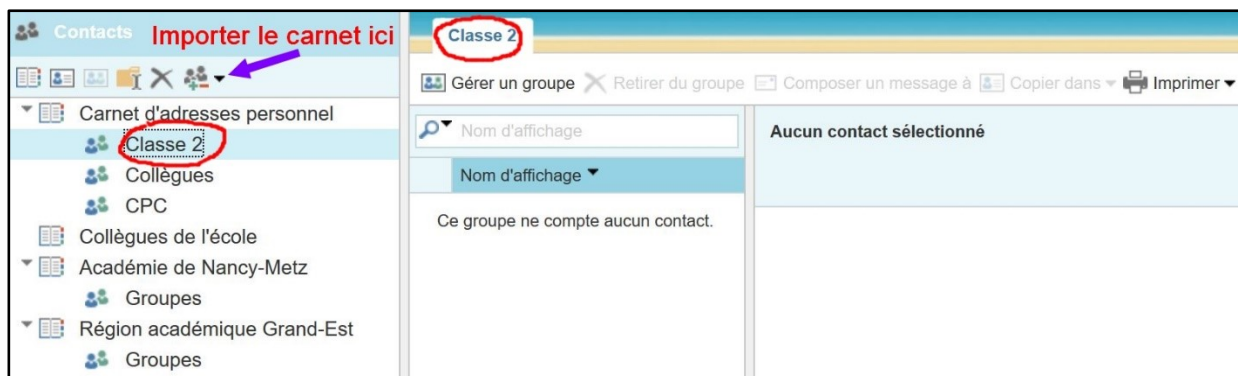 Contacts
Importer le carnet ici
Carnet d'adresses personnel
Classe 2
Collègues
CPC
Collègues de l'école
Académie de Nancy-Metz
Groupes
Région académique Grand-Est
Groupes
Classe 2
Gérer un groupe Retirer du groupe Composer un message à Copier dans Imprimer
Nom d'affichage
Nom d'affichage
Ce groupe ne compte aucun contact.
Aucun contact sélectionné